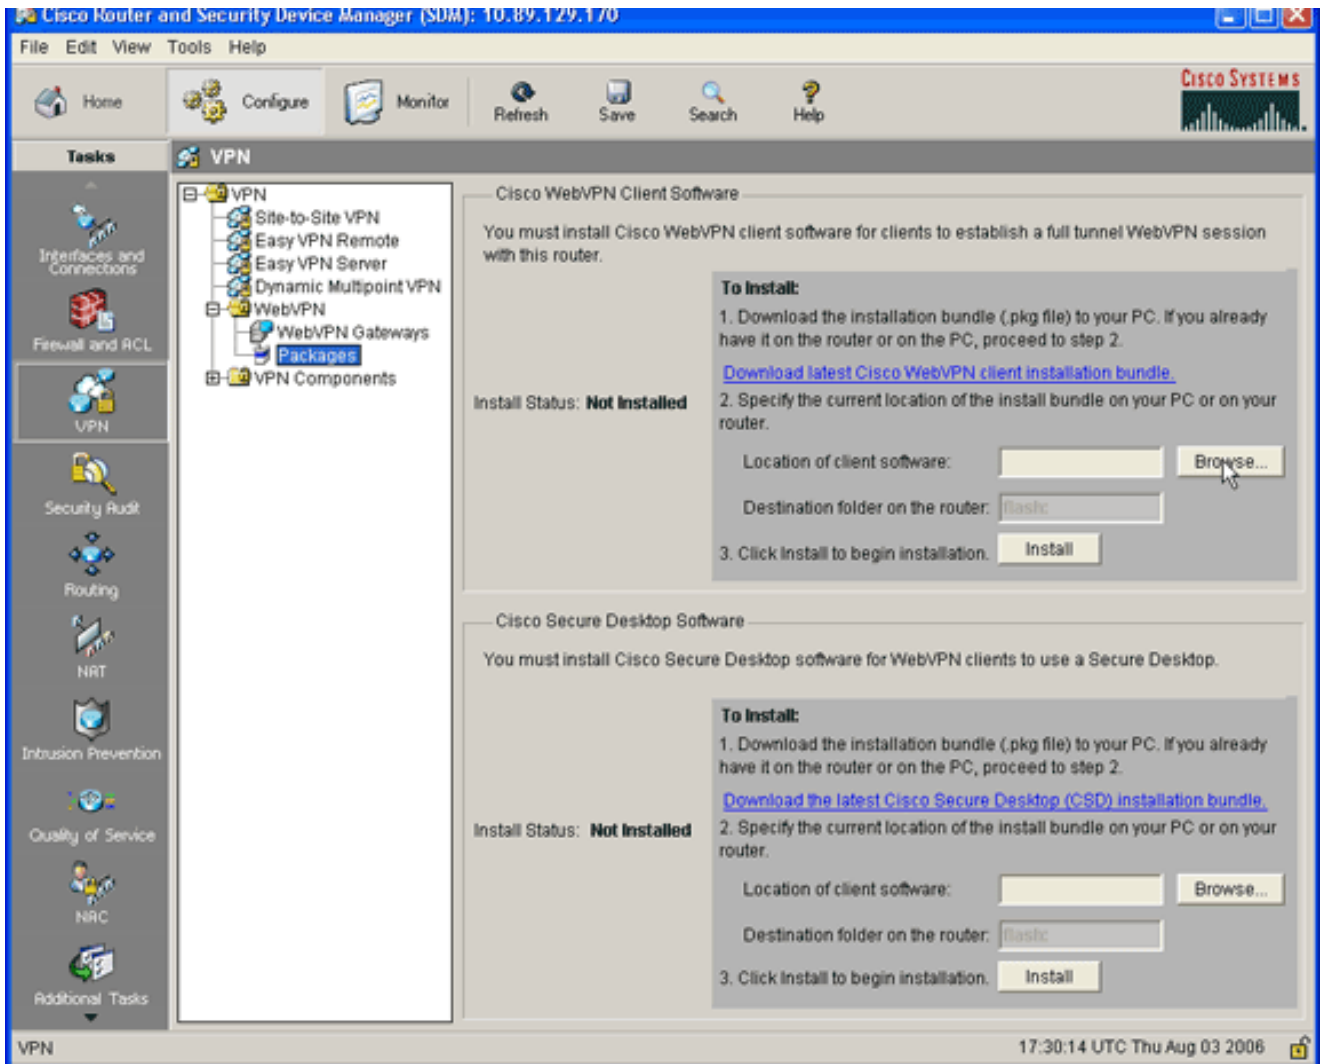 Cisco Router and Security Device Manager (SDM): 10.89.129.170
File Edit View Tools Help
Home Configure Monitor Refresh Save Search Help
CISCO SYSTEMS
Tasks
VPN
Interfaces and
Connections
Firewall and ACL
VPN
Security Audit
Routing
NAT
Intrusion Prevention
Quality of Service
NAC
Additional Tasks
VPN
Site-to-Site VPN
Easy VPN Remote
Easy VPN Server
Dynamic Multipoint VPN
WebVPN
WebVPN Gateways
Packages
VPN Components
Cisco WebVPN Client Software
You must install Cisco WebVPN client software for clients to establish a full tunnel WebVPN session
with this router.
Install Status: Not Installed
To Install:
1. Download the installation bundle (.pkg file) to your PC. If you already
have it on the router or on the PC, proceed to step 2.
Download latest Cisco WebVPN client installation bundle.
2. Specify the current location of the install bundle on your PC or on your
router.
Location of client software:
Browse...
Destination folder on the router: flash:
3. Click Install to begin installation.
Install
Cisco Secure Desktop Software
You must install Cisco Secure Desktop software for WebVPN clients to use a Secure Desktop.
Install Status: Not Installed
To Install:
1. Download the installation bundle (.pkg file) to your PC. If you already
have it on the router or on the PC, proceed to step 2.
Download the latest Cisco Secure Desktop (CSD) installation bundle.
2. Specify the current location of the install bundle on your PC or on your
router.
Location of client software:
Browse...
Destination folder on the router: flash:
3. Click Install to begin installation.
Install
VPN
17:30:14 UTC Thu Aug 03 2006